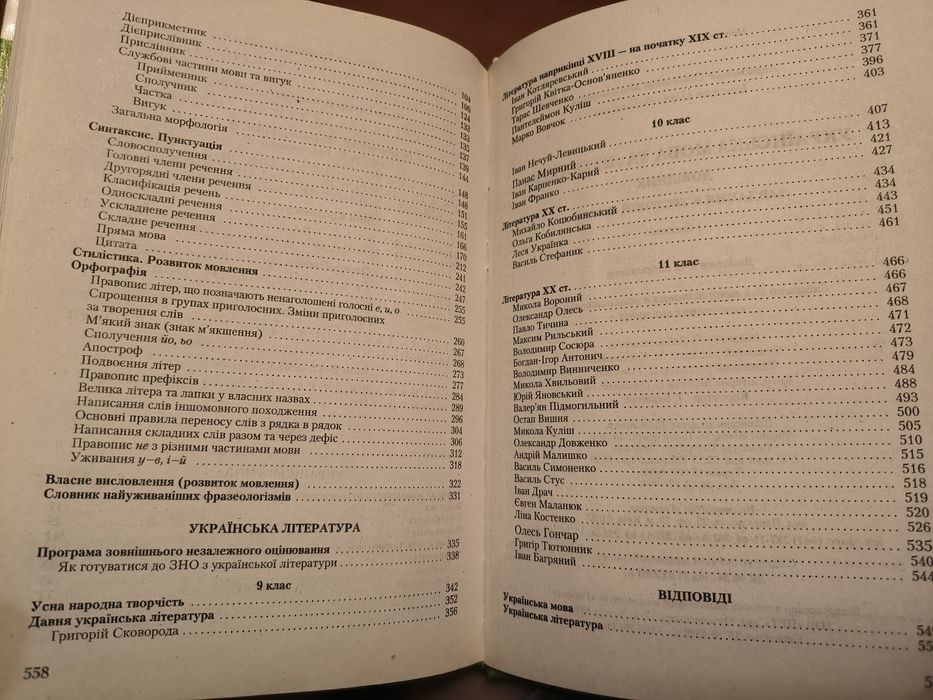 Дієприкметник 104
Дієприслівник 106
Прислівник 124
Службові частини мови та вигук 133
Прийменник 133
Сполучник 135
Частка 137
Вигук 139
Загальна морфологія 144
Синтаксис. Пунктуація 148
Словосполучення 148
Головні члени речення 151
Другорядні члени речення 155
Класифікація речень 161
Односкладні речення 166
Ускладнене речення 170
Складне речення 212
Пряма мова 241
Цитата 242
Стилістика. Розвиток мовлення 247
Орфографія 255
Правопис літер, що позначають ненаголошені голосні е, и, о 255
Спрощення в групах приголосних. Зміни приголосних
за творення слів 260
М’який знак (знак м’якшення) 267
Сполучення йо, ьо 268
Апостроф 273
Подвоєння літер 277
Правопис префіксів 284
Велика літера та лапки у власних назвах 289
Написання слів іншомовного походження 296
Основні правила переносу слів з рядка в рядок 304
Написання складних слів разом та через дефіс 306
Правопис не з різними частинами мови 312
Уживання у–в, і–й 318
Власне висловлення (розвиток мовлення) 322
Словник найуживаніших фразеологізмів 331
УКРАЇНСЬКА ЛІТЕРАТУРА
Програма зовнішнього незалежного оцінювання 335
Як готуватися до ЗНО з української літератури 338
9 клас
Усна народна творчість 342
Давня українська література 352
Григорій Сковорода 356
558
Література наприкінці XVIII — на початку XIX ст. 361
Іван Котляревський 361
Григорій Квітка-Основ’яненко 371
Тарас Шевченко 377
Пантелеймон Куліш 396
Марко Вовчок 403
10 клас
Іван Нечуй-Левицький 407
Панас Мирний 413
Іван Карпенко-Карий 421
Іван Франко 427
Література XX ст. 434
Михайло Коцюбинський 434
Ольга Кобилянська 443
Леся Українка 451
Василь Стефаник 461
11 клас
Література XX ст. 466
Микола Вороний 466
Олександр Олесь 467
Павло Тичина 468
Максим Рильський 471
Володимир Сосюра 472
Богдан-Ігор Антонич 473
Володимир Винниченко 479
Микола Хвильовий 484
Юрій Яновський 488
Валер’ян Підмогильний 493
Остап Вишня 500
Микола Куліш 505
Олександр Довженко 510
Андрій Малишко 515
Василь Симоненко 516
Василь Стус 518
Іван Драч 519
Євген Маланюк 520
Ліна Костенко 526
Олесь Гончар 535
Григір Тютюнник 540
Іван Багряний 544
ВІДПОВІДІ
Українська мова 549
Українська література 55
5